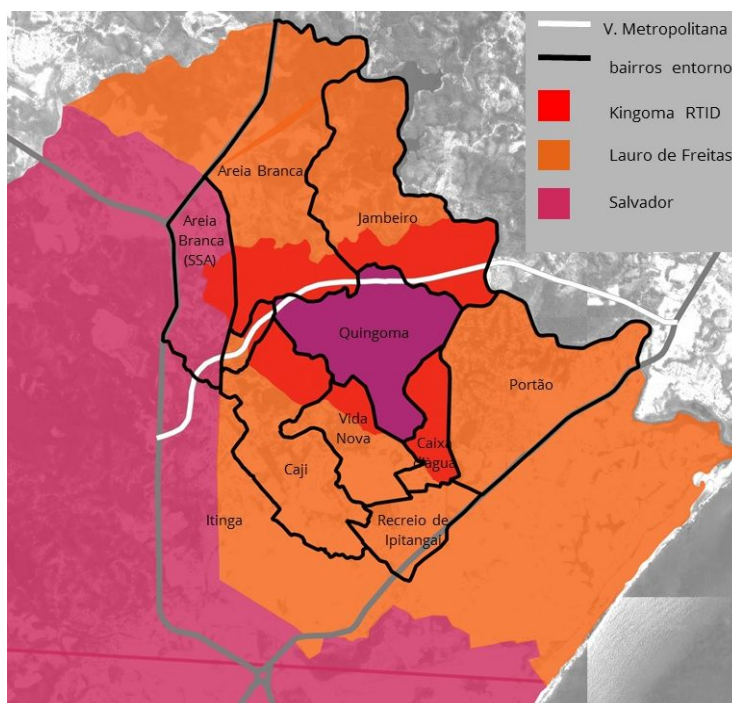 V. Metropolitana
bairros entorno
Kingoma RTID
Lauro de Freitas
Salvador
Areia Branca
Jambeiro
Areia
Branca
(SSA)
Quingoma
Portão
Vida
Nova
Caixa
d'àgua
Caji
Itinga
Recreio de
Ipitangal